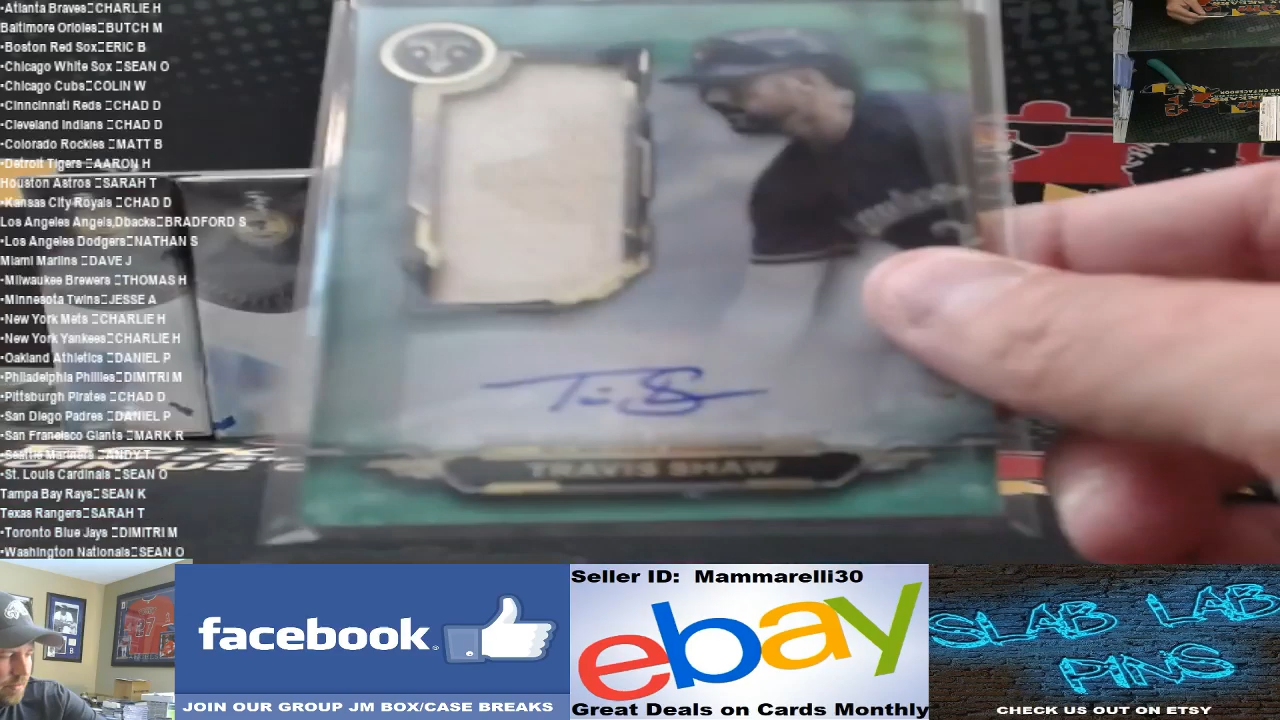 •Atlanta Braves CHARLIE H
Baltimore Orioles BUTCH M
•Boston Red Sox ERIC B
•Chicago White Sox SEAN O
•Chicago Cubs COLIN W
•Cinncinnati Reds CHAD D
•Cleveland Indians CHAD D
•Colorado Rockies MATT B
•Detroit Tigers AARON H
Houston Astros SARAH T
•Kansas City Royals CHAD D
Los Angeles Angels,Dbacks BRADFORD S
•Los Angeles Dodgers NATHAN S
Miami Marlins DAVE J
•Milwaukee Brewers THOMAS H
•Minnesota Twins JESSE A
•New York Mets CHARLIE H
•New York Yankees CHARLIE H
•Oakland Athletics DANIEL P
•Philadelphia Phillies DIMITRI M
•Pittsburgh Pirates CHAD D
•San Diego Padres DANIEL P
•San Francisco Giants MARK R
•Seattle Mariners ANDY T
•St. Louis Cardinals SEAN O
Tampa Bay Rays SEAN K
Texas Rangers SARAH T
•Toronto Blue Jays DIMITRI M
•Washington Nationals SEAN O
TRAVIS SHAW
facebook
JOIN OUR GROUP JM BOX/CASE BREAKS
Seller ID: Mammarelli30
ebay
Great Deals on Cards Monthly
SLAB LAB
PINS
CHECK US OUT ON ETSY